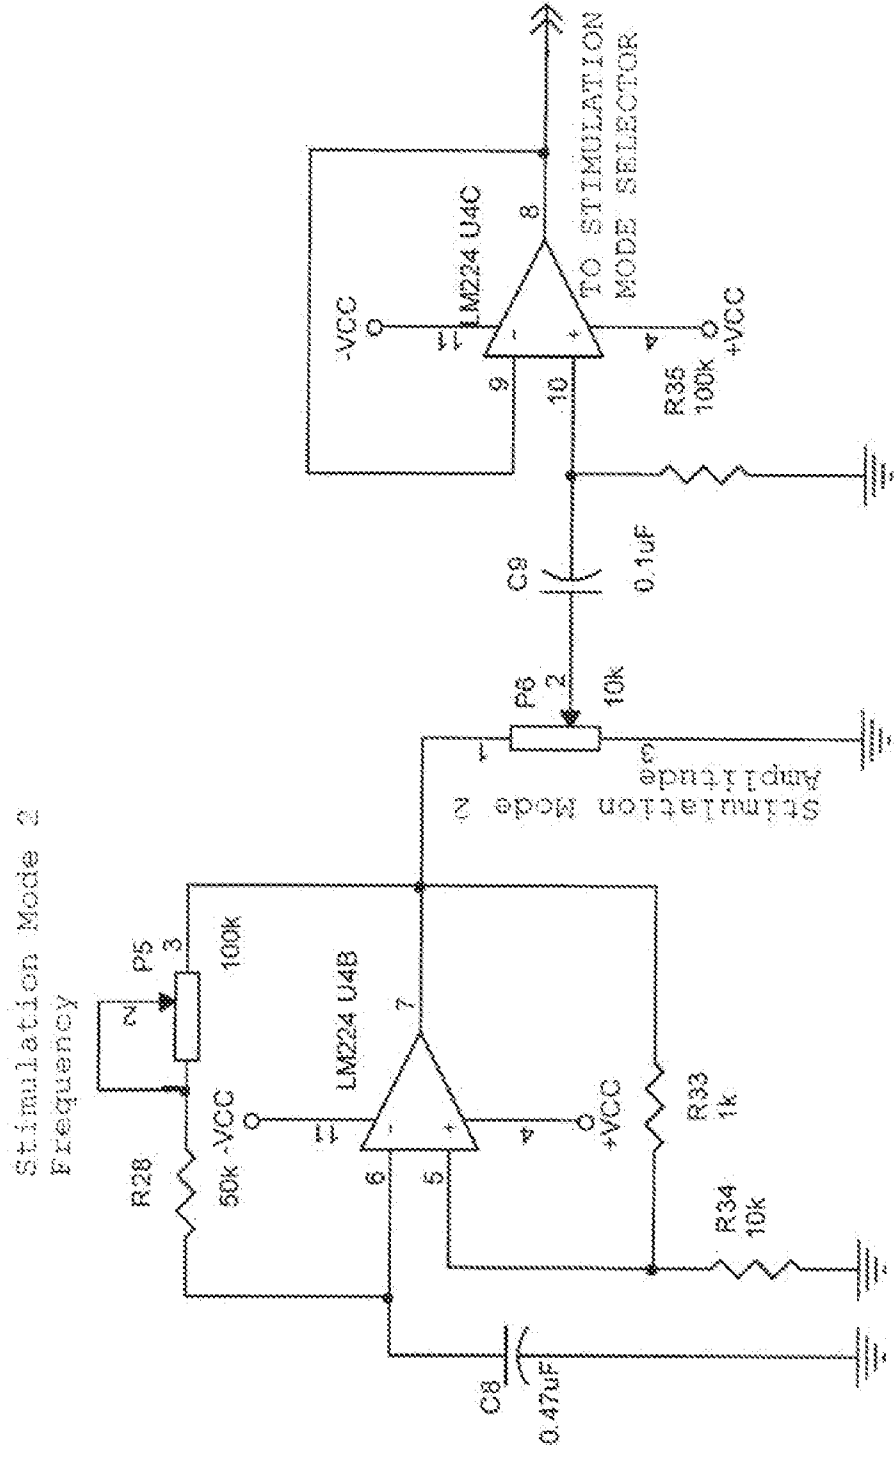 Stimulation Mode 2
Frequency
P5
3
2
100k
R28
50k
-VCC
11
LM224 U4B
6
5
7
4
+VCC
R33
1k
R34
10k
C8
0.47uF
Stimulation Mode 2
Amplitude
1
P6
2
10k
3
C9
0.1uF
-VCC
11
LM224 U4C
9
10
8
4
+VCC
R35
100k
TO STIMULATION
MODE SELECTOR